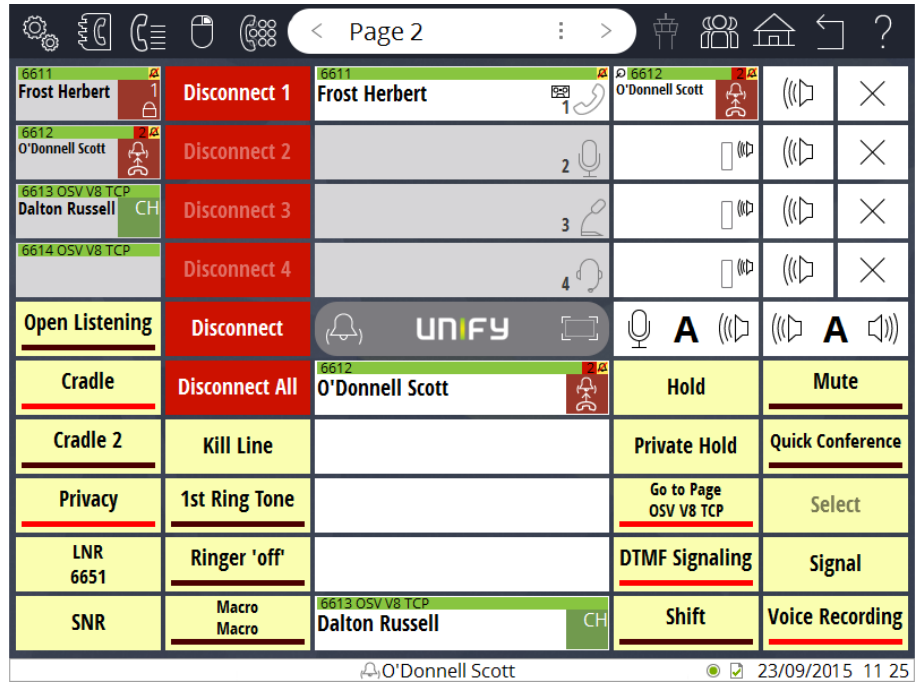 Page 2
?
6611
Frost Herbert
1
Disconnect 1
6611
Frost Herbert
1
6612
2
O'Donnell Scott
6612
2
O'Donnell Scott
Disconnect 2
2
6613 OSV V8 TCP
Dalton Russell
CH
Disconnect 3
3
6614 OSV V8 TCP
Disconnect 4
4
Open Listening
Disconnect
UNIFY
A
A
Cradle
Disconnect All
6612
2
O'Donnell Scott
Hold
Mute
Cradle 2
Kill Line
Private Hold
Quick Conference
Privacy
1st Ring Tone
Go to Page
OSV V8 TCP
Select
LNR
6651
Ringer 'off'
DTMF Signaling
Signal
SNR
Macro
Macro
6613 OSV V8 TCP
Dalton Russell
CH
Shift
Voice Recording
O'Donnell Scott
23/09/2015 11 25